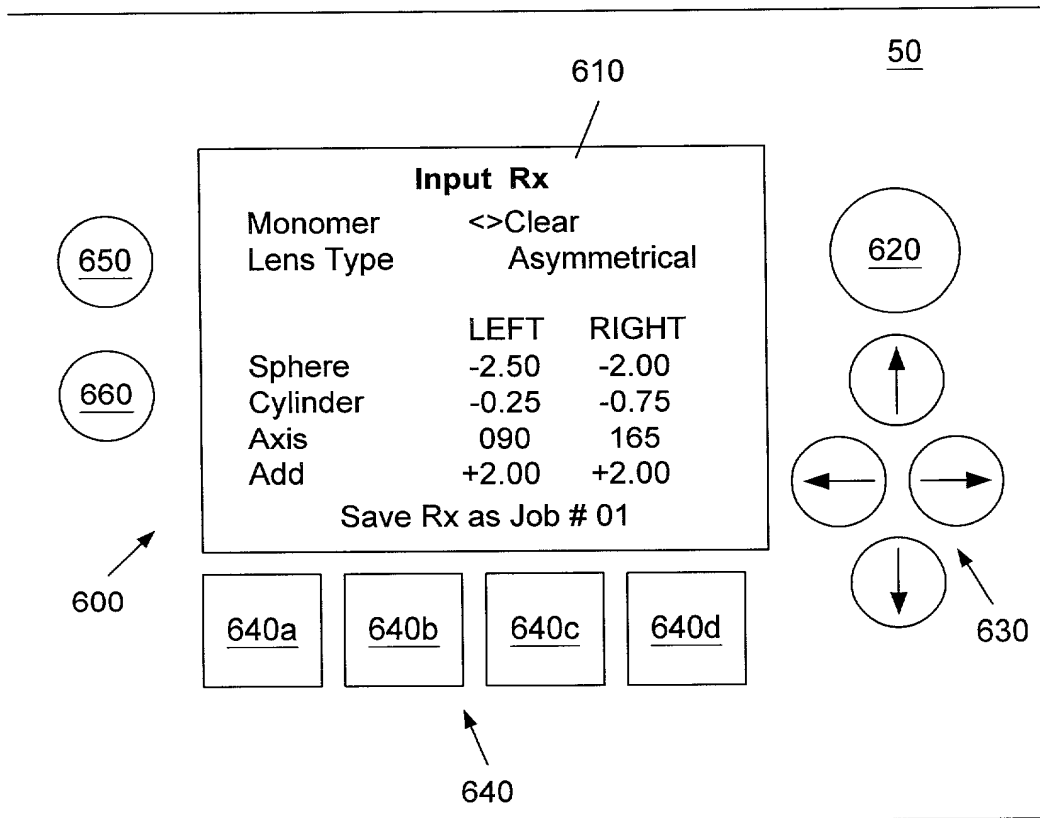 50
610
Input Rx
Monomer <>Clear
Lens Type Asymmetrical
LEFT RIGHT
Sphere -2.50 -2.00
Cylinder -0.25 -0.75
Axis 090 165
Add +2.00 +2.00
Save Rx as Job # 01
650
660
620
600
630
640a 640b 640c 640d
640